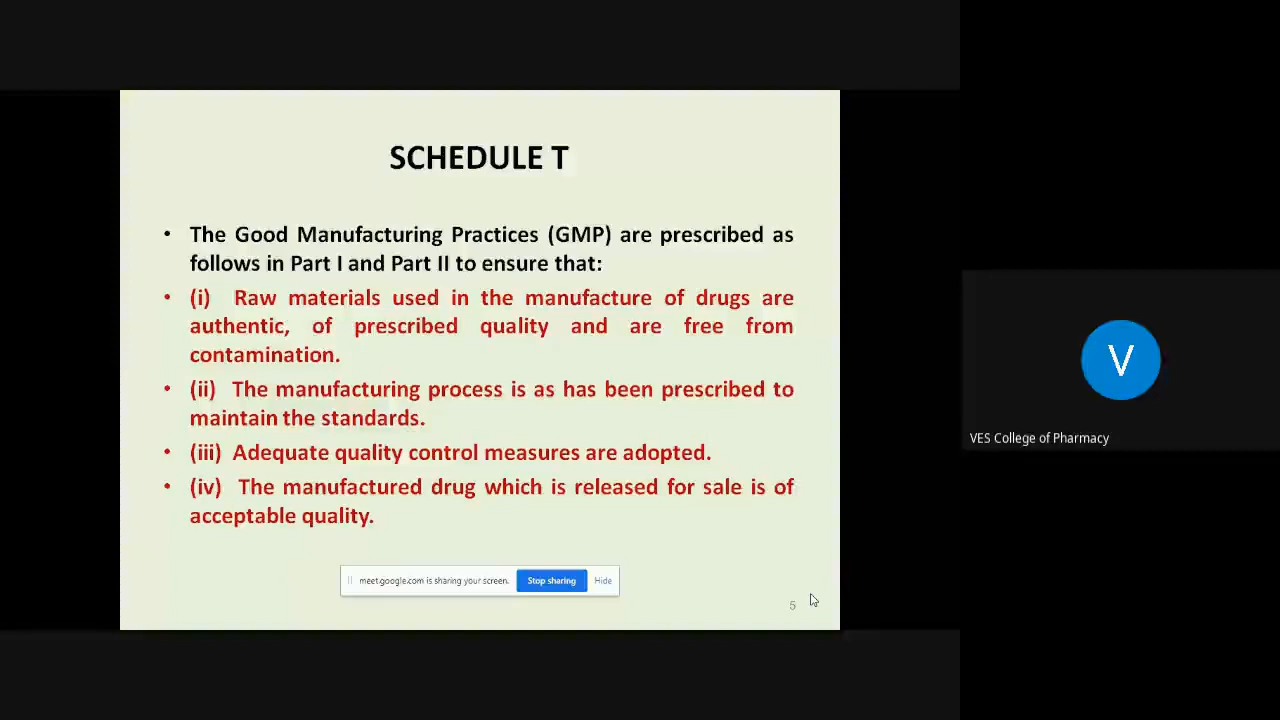 SCHEDULE T
• The Good Manufacturing Practices (GMP) are prescribed as
follows in Part I and Part II to ensure that:
• (i) Raw materials used in the manufacture of drugs are
authentic, of prescribed quality and are free from
contamination.
• (ii) The manufacturing process is as has been prescribed to
maintain the standards.
• (iii) Adequate quality control measures are adopted.
• (iv) The manufactured drug which is released for sale is of
acceptable quality.
meet.google.com is sharing your screen. Stop sharing Hide
5
V
VES College of Pharmacy